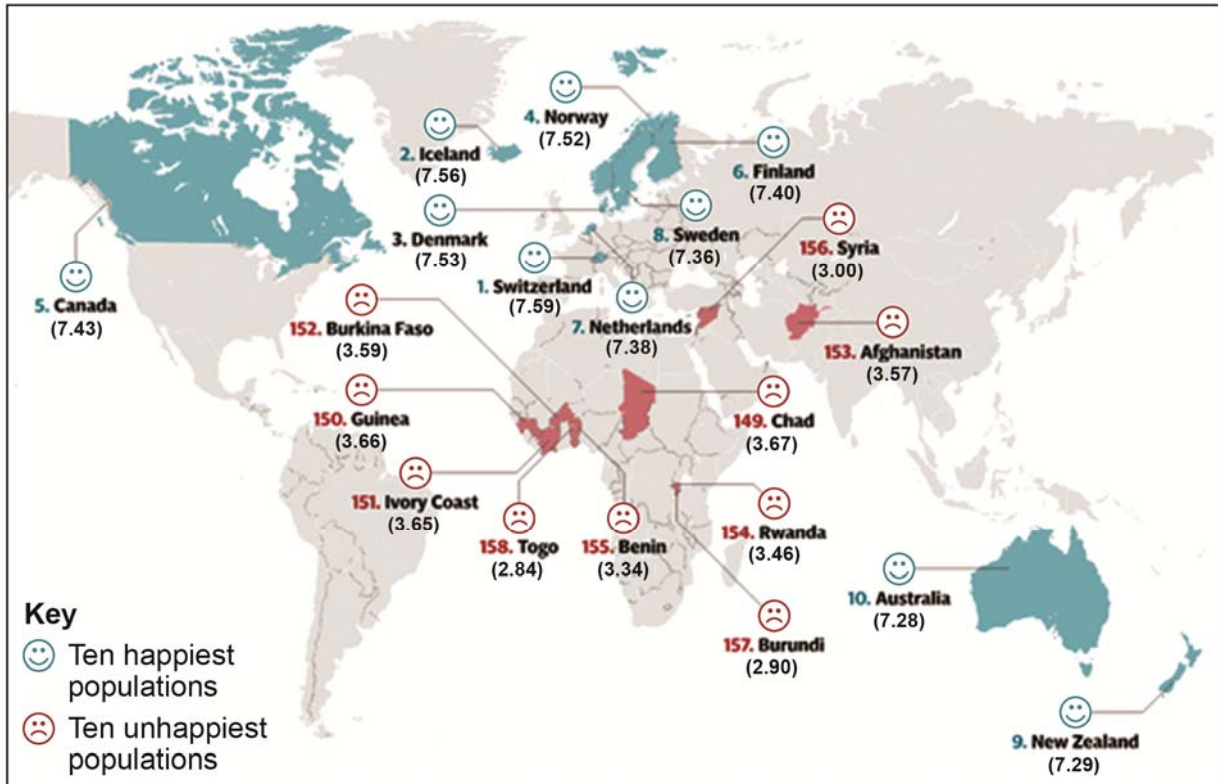 4. Norway
(7.52)
2. Iceland
(7.56)
6. Finland
(7.40)
3. Denmark
(7.53)
8. Sweden
(7.36)
156. Syria
(3.00)
5. Canada
(7.43)
1. Switzerland
(7.59)
7. Netherlands
(7.38)
152. Burkina Faso
(3.59)
153. Afghanistan
(3.57)
150. Guinea
(3.66)
149. Chad
(3.67)
151. Ivory Coast
(3.65)
158. Togo
(2.84)
155. Benin
(3.34)
154. Rwanda
(3.46)
10. Australia
(7.28)
157. Burundi
(2.90)
9. New Zealand
(7.29)
Key
Ten happiest
populations
Ten unhappiest
populations